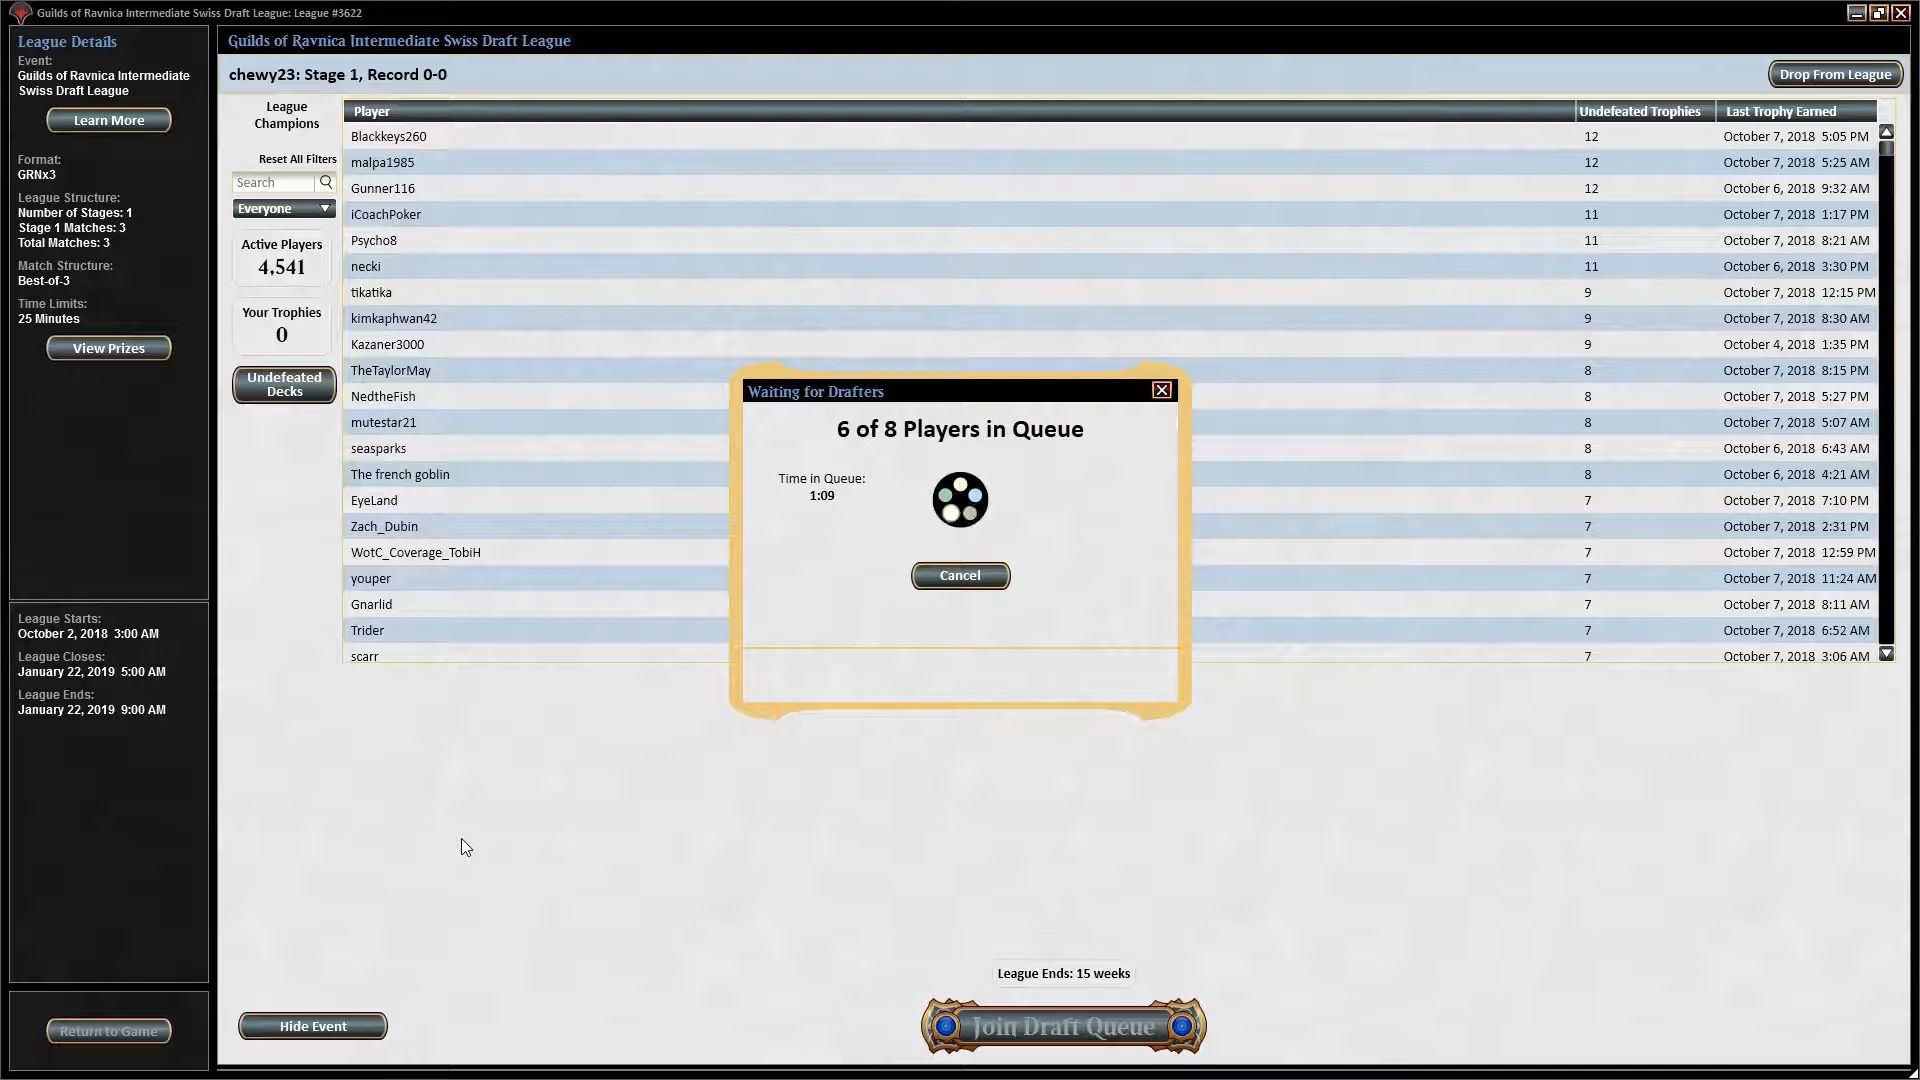 Guilds of Ravnica Intermediate Swiss Draft League: League #3622
League Details
Event:
Guilds of Ravnica Intermediate
Swiss Draft League
Learn More
Format:
GRNx3
League Structure:
Number of Stages: 1
Stage 1 Matches: 3
Total Matches: 3
Match Structure:
Best-of-3
Time Limits:
25 Minutes
View Prizes
League Starts:
October 2, 2018 3:00 AM
League Closes:
January 22, 2019 5:00 AM
League Ends:
January 22, 2019 9:00 AM
Return to Game
Guilds of Ravnica Intermediate Swiss Draft League
chewy23: Stage 1, Record 0-0
Drop From League
League
Champions
Reset All Filters
Search
Everyone
Active Players
4,541
Your Trophies
0
Undefeated
Decks
Player Undefeated Trophies Last Trophy Earned
Blackkeys260 12 October 7, 2018 5:05 PM
malpa1985 12 October 7, 2018 5:25 AM
Gunner116 12 October 6, 2018 9:32 AM
iCoachPoker 11 October 7, 2018 1:17 PM
Psycho8 11 October 7, 2018 8:21 AM
necki 11 October 6, 2018 3:30 PM
tikatika 9 October 7, 2018 12:15 PM
kimkaphwan42 9 October 7, 2018 8:30 AM
Kazaner3000 9 October 4, 2018 1:35 PM
TheTaylorMay 8 October 7, 2018 8:15 PM
NedtheFish 8 October 7, 2018 5:27 PM
mutestar21 8 October 7, 2018 5:07 AM
seasparks 8 October 6, 2018 6:43 AM
The french goblin 8 October 6, 2018 4:21 AM
EyeLand 7 October 7, 2018 7:10 PM
Zach_Dubin 7 October 7, 2018 2:31 PM
WotC_Coverage_TobiH 7 October 7, 2018 12:59 PM
youper 7 October 7, 2018 11:24 AM
Gnarlid 7 October 7, 2018 8:11 AM
Trider 7 October 7, 2018 6:52 AM
scarr 7 October 7, 2018 3:06 AM
Waiting for Drafters
6 of 8 Players in Queue
Time in Queue:
1:09
Cancel
League Ends: 15 weeks
Hide Event
Join Draft Queue